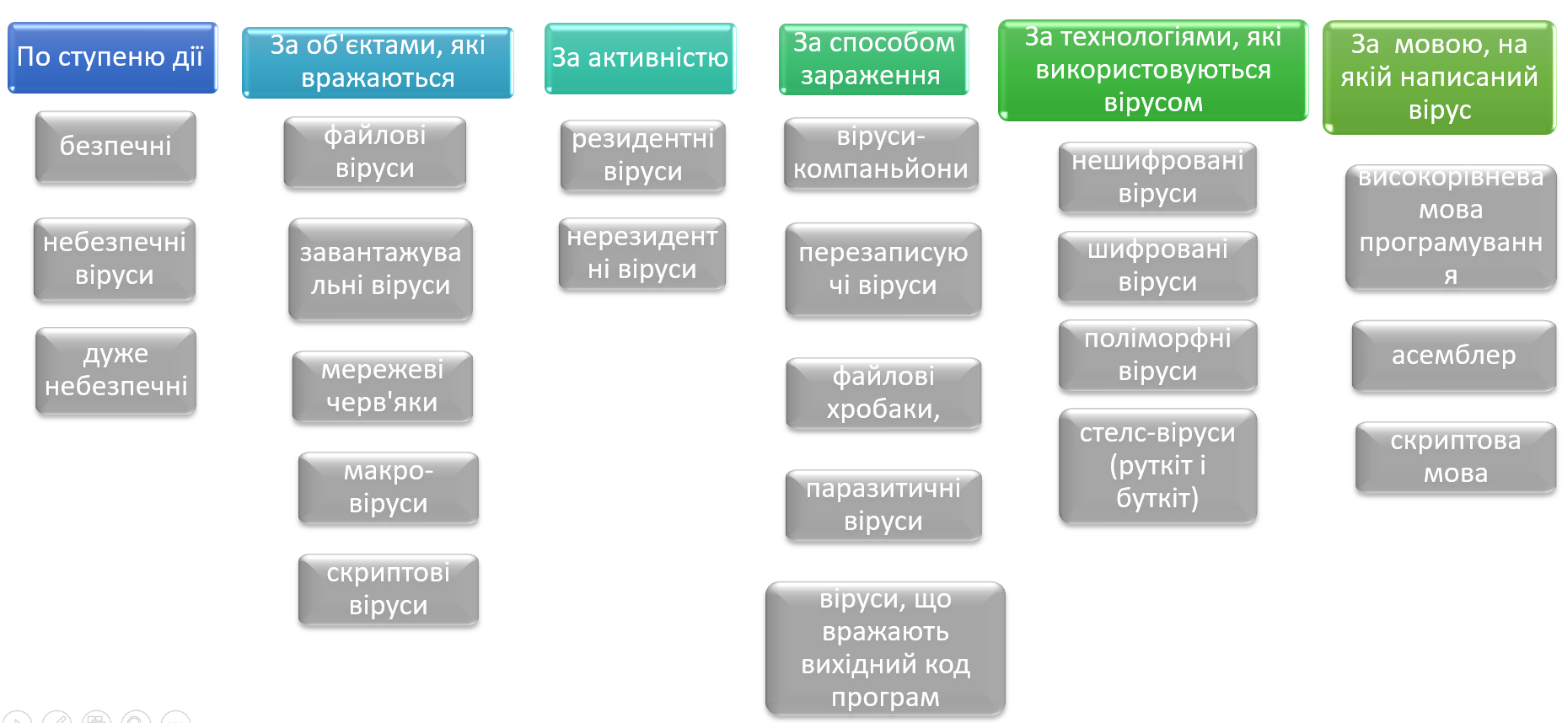 По ступеню дії
безпечні
небезпечні
віруси
дуже
небезпечні
За об'єктами, які
вражаються
файлові
віруси
завантажува
льні віруси
мережеві
черв'яки
макро-
віруси
скриптові
віруси
За активністю
резидентні
віруси
нерезидент
ні віруси
За способом
зараження
віруси-
компаньйони
перезаписую
чі віруси
файлові
хробаки,
паразитичні
віруси
віруси, що
вражають
вихідний код
програм
За технологіями, які
використовуються
вірусом
нешифровані
віруси
шифровані
віруси
поліморфні
віруси
стелс-віруси
(руткіт і
буткіт)
За  мовою, на
якій написаний
вірус
високорівнева
мова
програмуванн
я
асемблер
скриптова
мова